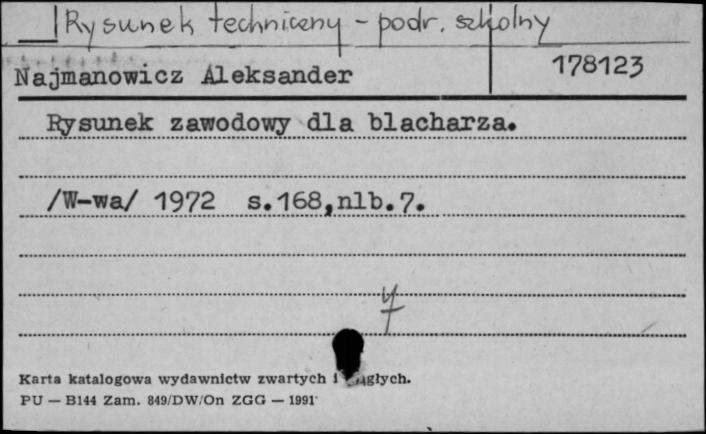 Rysunek techniczny - podr. szkolny
Najmanowicz Aleksander 178123
Rysunek zawodowy dla blacharza.
/W-wa/ 1972 s.168,nlb.7.
Karta katalogowa wydawnictw zwartych i
PU — B144 Zam. 849/DW/On ZGG — 1991